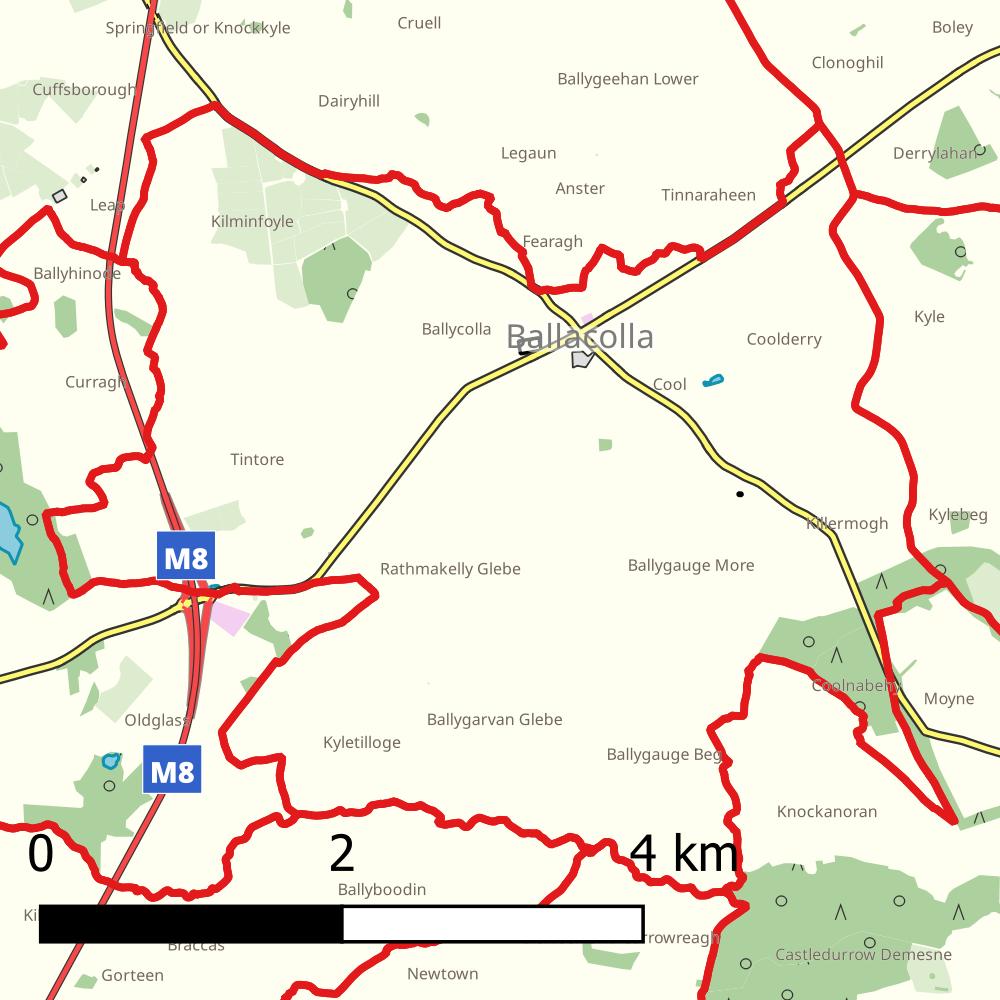 Springfield or Knockkyle
Cruell
Boley
Clonoghil
Ballygeehan Lower
Cuffsborough
Dairyhill
Legaun
Derrylahan
Anster
Tinnaraheen
Leap
Kilminfoyle
Fearagh
Ballyhinode
Kyle
Ballycolla
Ballacolla
Coolderry
Curragh
Cool
Tintore
Kylebeg
Killermogh
M8
Rathmakelly Glebe
Ballygauge More
Coolnabehy
Moyne
Oldglass
Ballygarvan Glebe
Kyletilloge
Ballygauge Beg
M8
Knockanoran
0 2 4 km
Ballyboodin
Ki
rrowreagh
Braccas
Castledurrow Demesne
Gorteen
Newtown